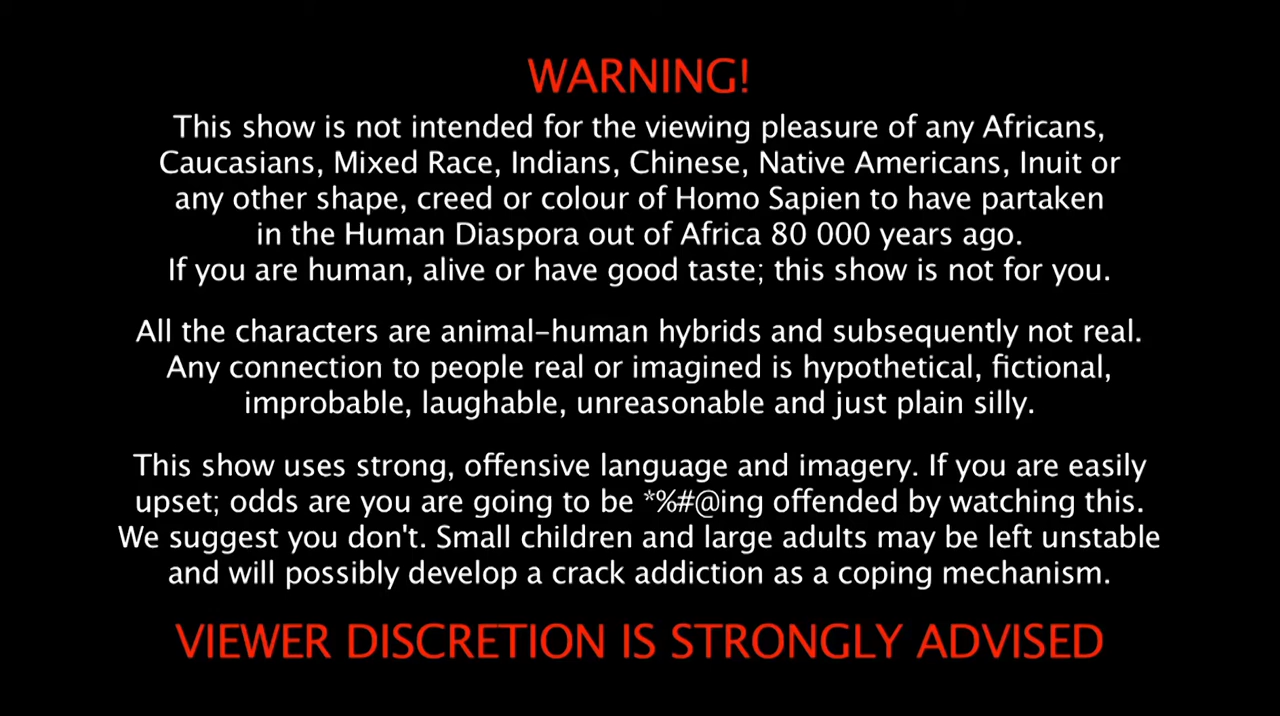 WARNING!
This show is not intended for the viewing pleasure of any Africans,
Caucasians, Mixed Race, Indians, Chinese, Native Americans, Inuit or
any other shape, creed or colour of Homo Sapien to have partaken
in the Human Diaspora out of Africa 80 000 years ago.
If you are human, alive or have good taste; this show is not for you.
All the characters are animal-human hybrids and subsequently not real.
Any connection to people real or imagined is hypothetical, fictional,
improbable, laughable, unreasonable and just plain silly.
This show uses strong, offensive language and imagery. If you are easily
upset; odds are you are going to be *%#@ing offended by watching this.
We suggest you don't. Small children and large adults may be left unstable
and will possibly develop a crack addiction as a coping mechanism.
VIEWER DISCRETION IS STRONGLY ADVISED